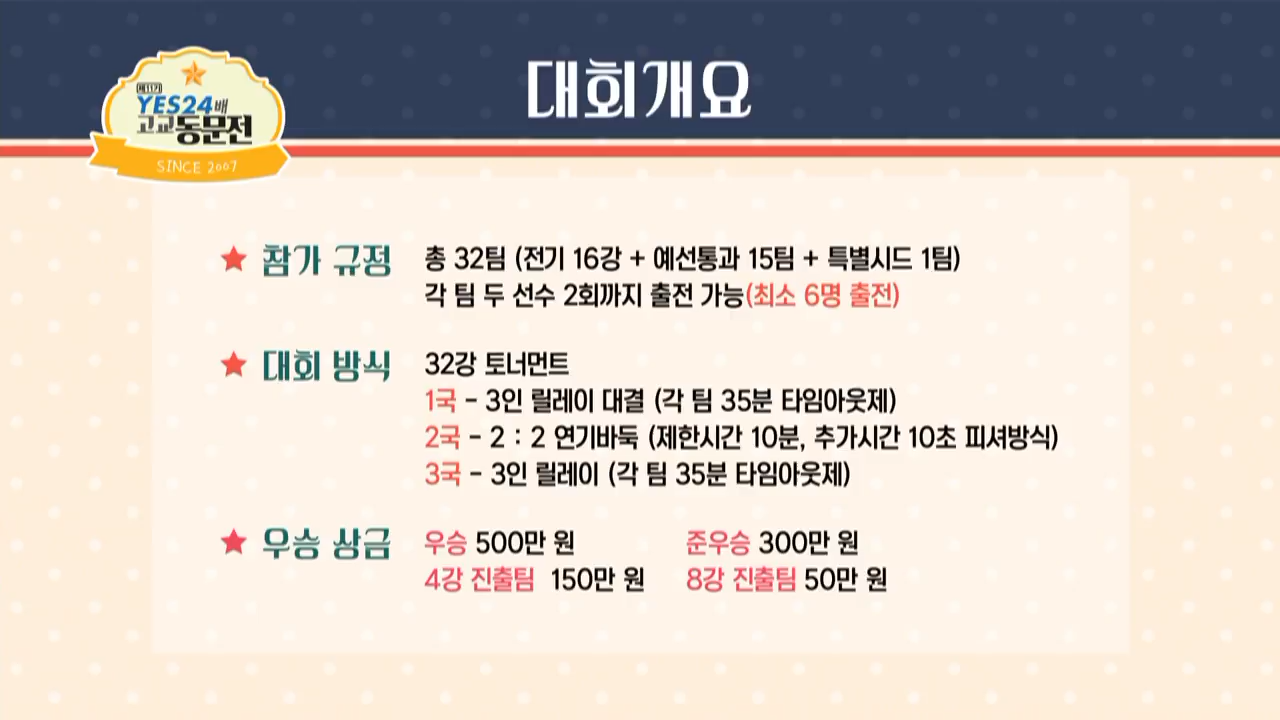 대회개요
제11기
YES24배
고교동문전
SINCE 2007
참가 규정
총 32팀 (전기 16강 + 예선통과 15팀 + 특별시드 1팀)
각 팀 두 선수 2회까지 출전 가능(최소 6명 출전)
대회 방식
32강 토너먼트
1국 - 3인 릴레이 대결 (각 팀 35분 타임아웃제)
2국 - 2 : 2 연기바둑 (제한시간 10분, 추가시간 10초 피셔방식)
3국 - 3인 릴레이 (각 팀 35분 타임아웃제)
우승 상금
우승 500만 원 준우승 300만 원
4강 진출팀 150만 원 8강 진출팀 50만 원